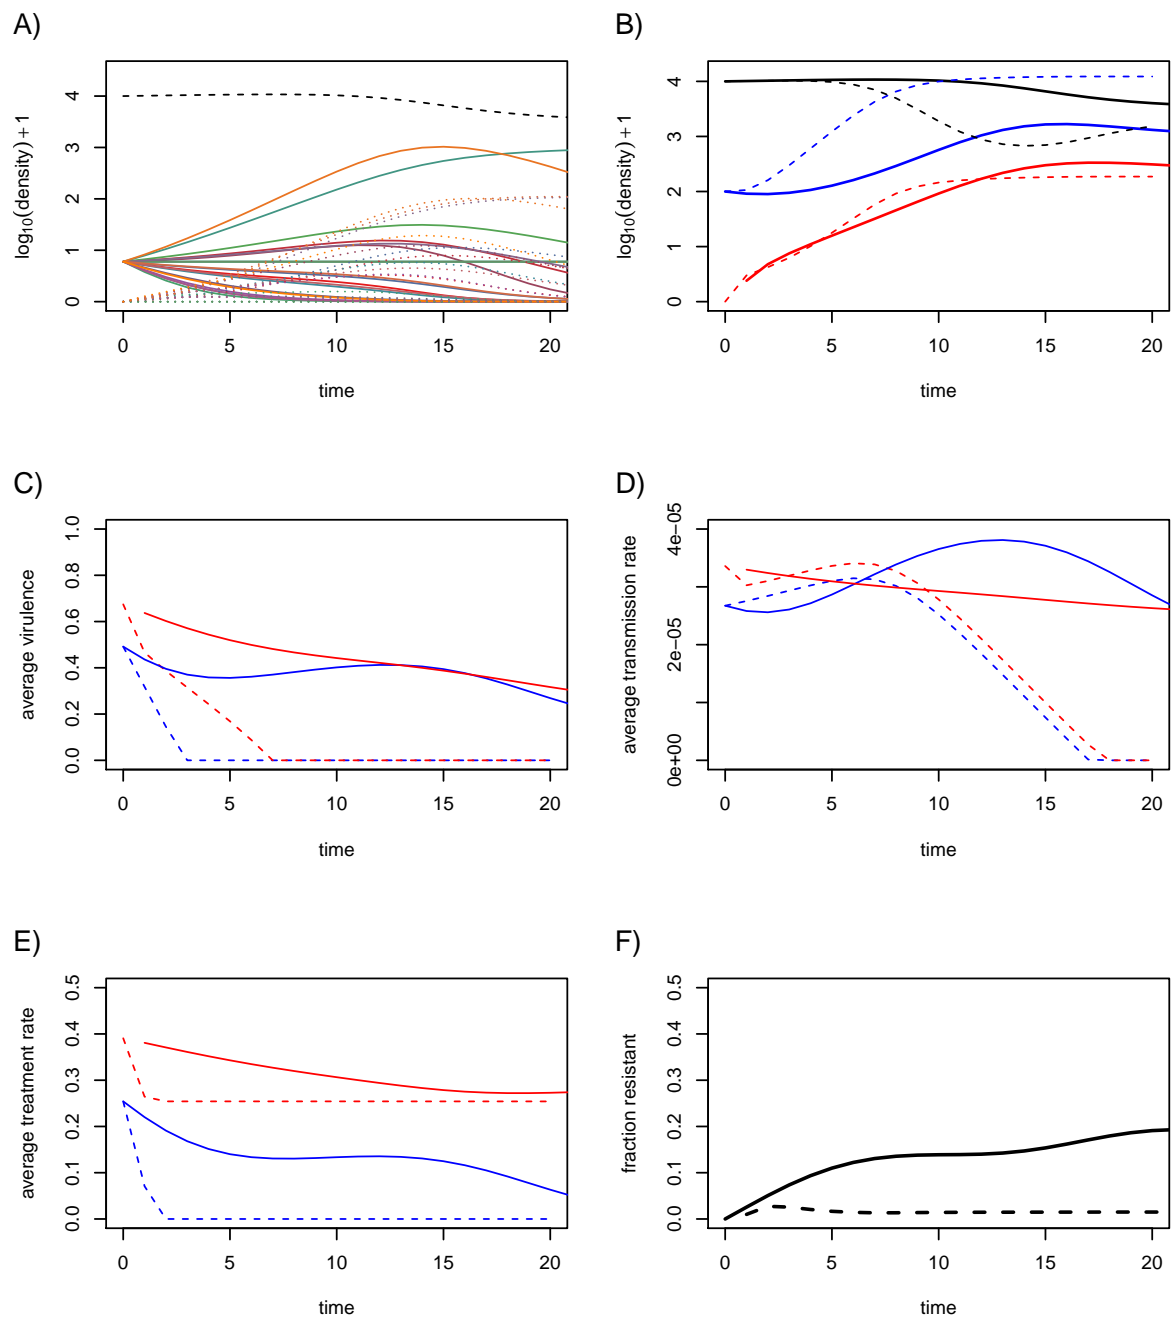 A)
log10(density) + 1
0 1 2 3 4
0 5 10 15 20
time
B)
log10(density) + 1
0 1 2 3 4
0 5 10 15 20
time
C)
average virulence
0.0 0.2 0.4 0.6 0.8 1.0
0 5 10 15 20
time
D)
average transmission rate
0e+00 2e-05 4e-05
0 5 10 15 20
time
E)
average treatment rate
0.0 0.1 0.2 0.3 0.4 0.5
0 5 10 15 20
time
F)
fraction resistant
0.0 0.1 0.2 0.3 0.4 0.5
0 5 10 15 20
time